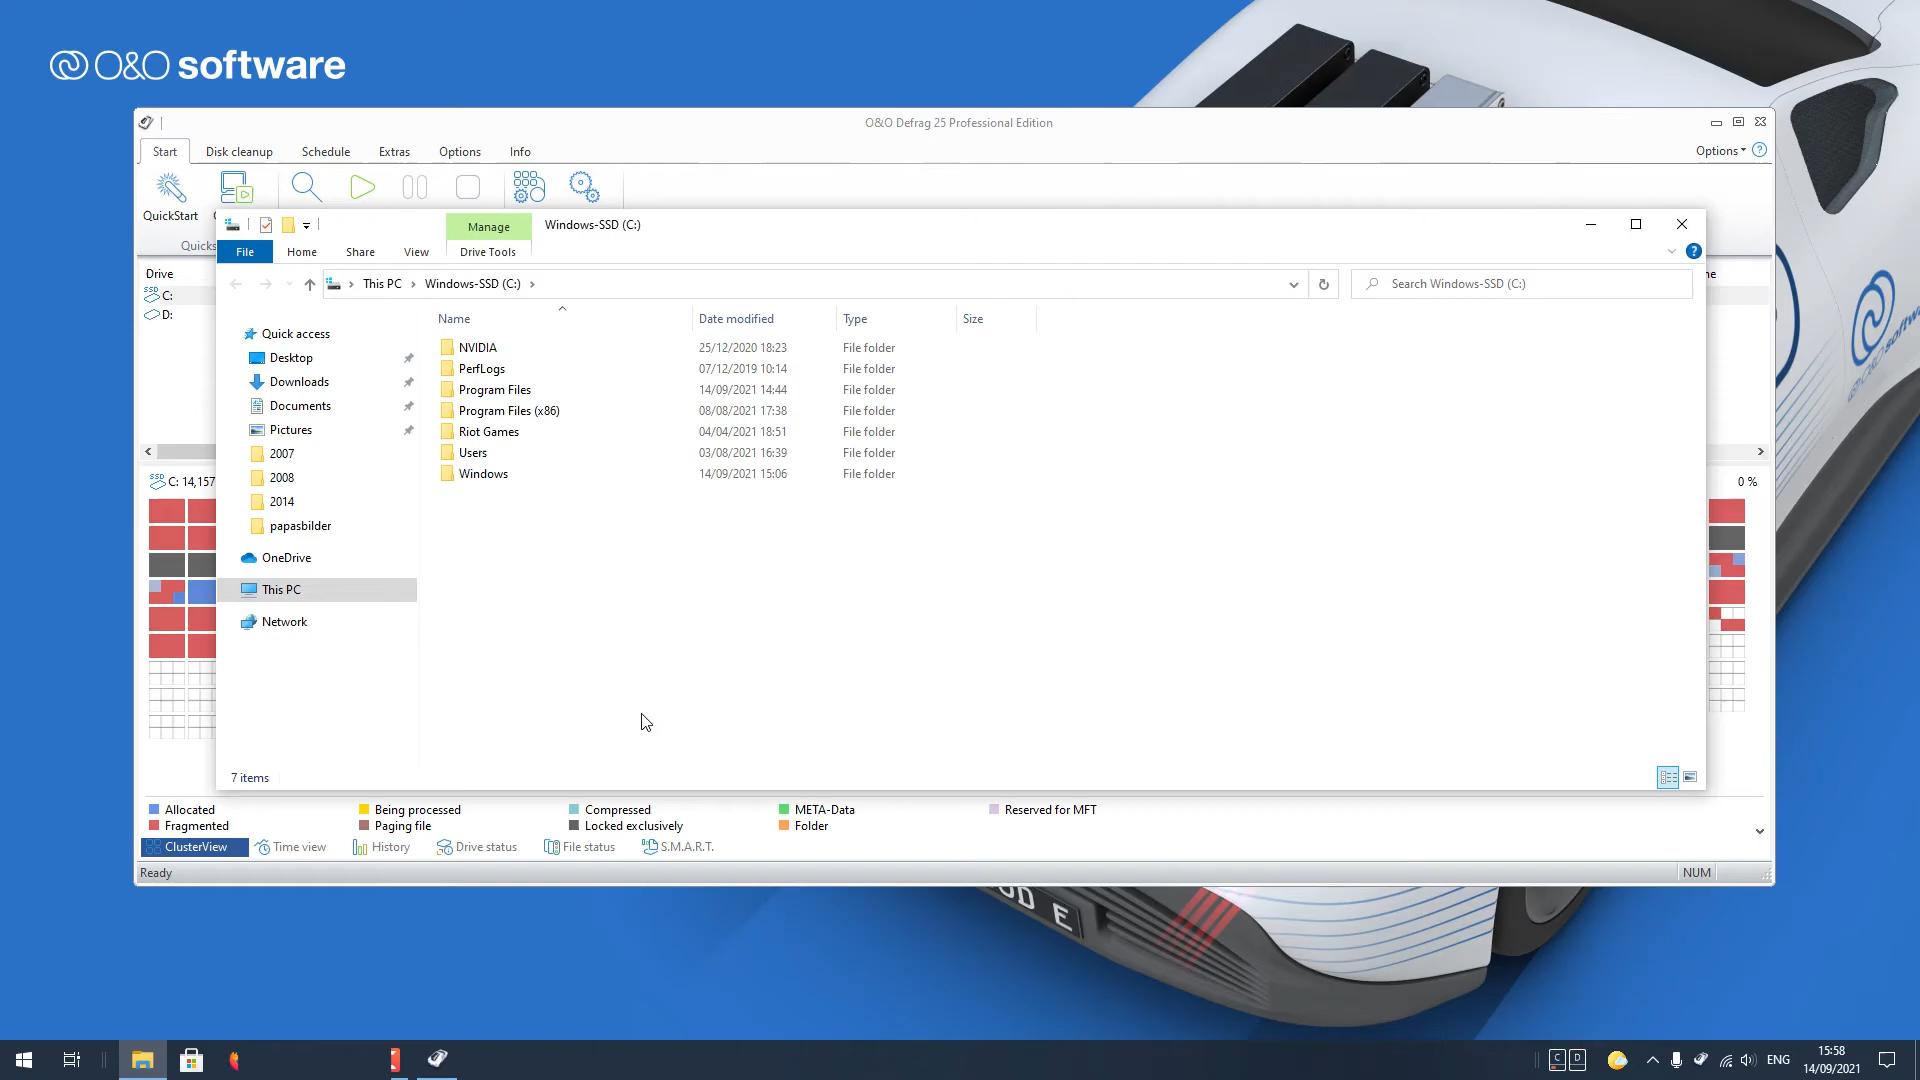 O&O software
O&O Defrag 25 Professional Edition
Start Disk cleanup Schedule Extras Options Info
Options
QuickStart
Manage Windows-SSD (C:)
File Home Share View Drive Tools
This PC Windows-SSD (C:) Search Windows-SSD (C:)
Drive
SSD C:
D:
Name Date modified Type Size
Quick access
Desktop
Downloads
Documents
Pictures
2007
2008
2014
papasbilder
OneDrive
This PC
Network
NVIDIA 25/12/2020 18:23 File folder
PerfLogs 07/12/2019 10:14 File folder
Program Files 14/09/2021 14:44 File folder
Program Files (x86) 08/08/2021 17:38 File folder
Riot Games 04/04/2021 18:51 File folder
Users 03/08/2021 16:39 File folder
Windows 14/09/2021 15:06 File folder
SSD C: 14,157
0 %
7 items
Allocated Being processed Compressed META-Data Reserved for MFT
Fragmented Paging file Locked exclusively Folder
ClusterView Time view History Drive status File status S.M.A.R.T.
Ready NUM
C D ENG 15:58
14/09/2021